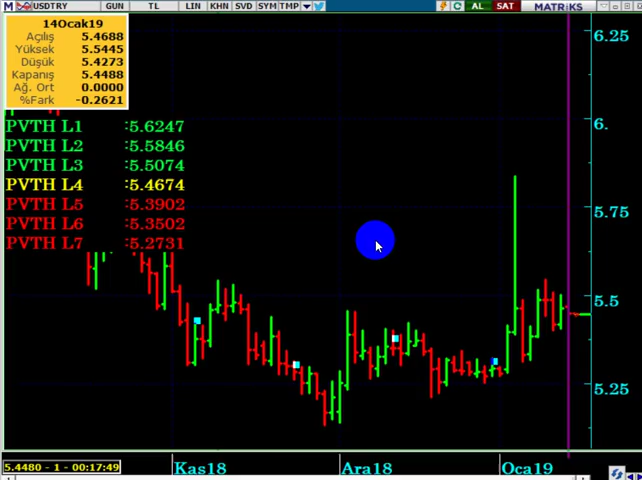 USDTRY GUN TL LIN KHN SVD SYM TMP AL SAT MATRiKS
14Ocak19
Açılış 5.4688
Yüksek 5.5445
Düşük 5.4273
Kapanış 5.4488
Ağ. Ort 0.0000
%Fark -0.2621
PVTH L1 :5.6247
PVTH L2 :5.5846
PVTH L3 :5.5074
PVTH L4 :5.4674
PVTH L5 :5.3902
PVTH L6 :5.3502
PVTH L7 :5.2731
6.25
6.
5.75
5.5
5.25
5.4480 - 1 - 00:17:49
Kas18 Ara18 Oca19